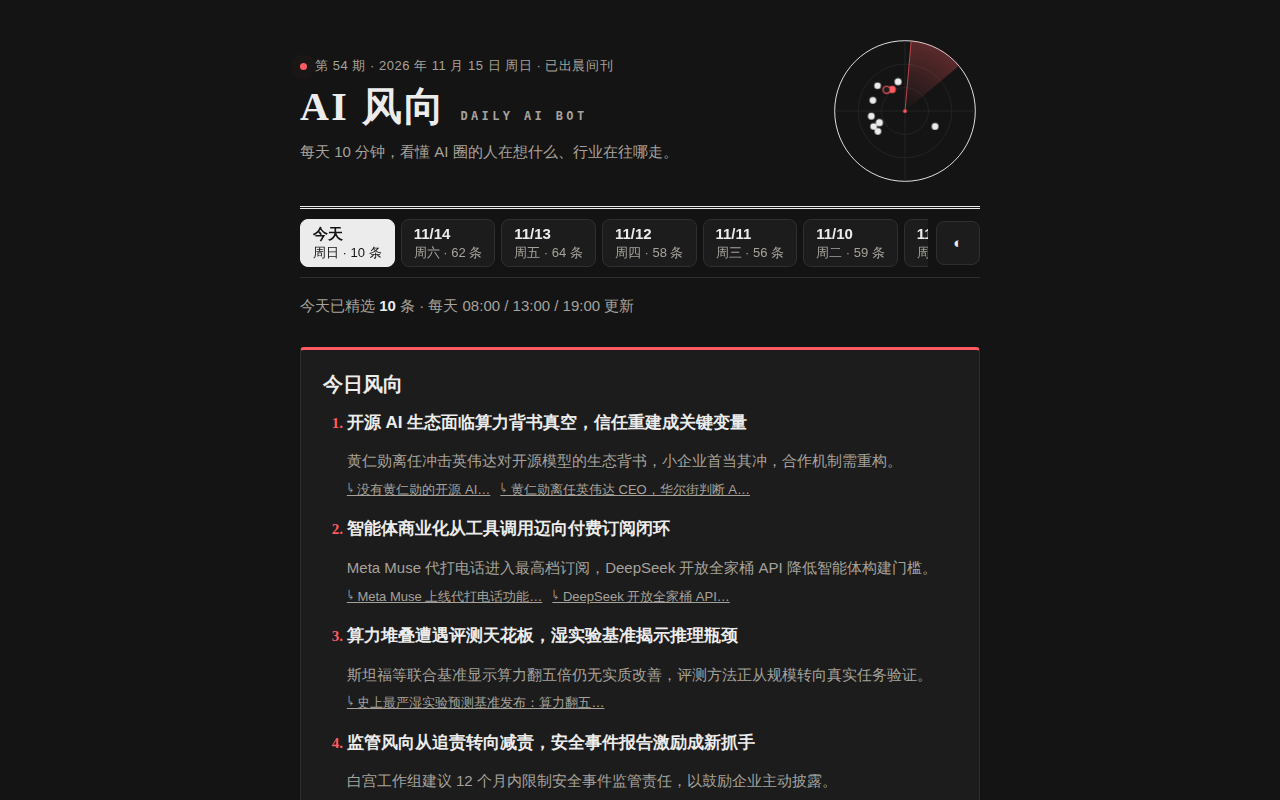 第 54 期 · 2026 年 11 月 15 日 周日 · 已出晨间刊
AI 风向 DAILY AI BOT
每天 10 分钟，看懂 AI 圈的人在想什么、行业在往哪走。
今天 11/14 11/13 11/12 11/11 11/10
周日 · 10 条 周六 · 62 条 周五 · 64 条 周四 · 58 条 周三 · 56 条 周二 · 59 条 周
今天已精选 10 条 · 每天 08:00 / 13:00 / 19:00 更新
今日风向
1. 开源 AI 生态面临算力背书真空，信任重建成关键变量
黄仁勋离任冲击英伟达对开源模型的生态背书，小企业首当其冲，合作机制需重构。
↳ 没有黄仁勋的开源 AI… ↳ 黄仁勋离任英伟达 CEO，华尔街判断 A…
2. 智能体商业化从工具调用迈向付费订阅闭环
Meta Muse 代打电话进入最高档订阅，DeepSeek 开放全家桶 API 降低智能体构建门槛。
↳ Meta Muse 上线代打电话功能… ↳ DeepSeek 开放全家桶 API…
3. 算力堆叠遭遇评测天花板，湿实验基准揭示推理瓶颈
斯坦福等联合基准显示算力翻五倍仍无实质改善，评测方法正从规模转向真实任务验证。
↳ 史上最严湿实验预测基准发布：算力翻五…
4. 监管风向从追责转向减责，安全事件报告激励成新抓手
白宫工作组建议 12 个月内限制安全事件监管责任，以鼓励企业主动披露。